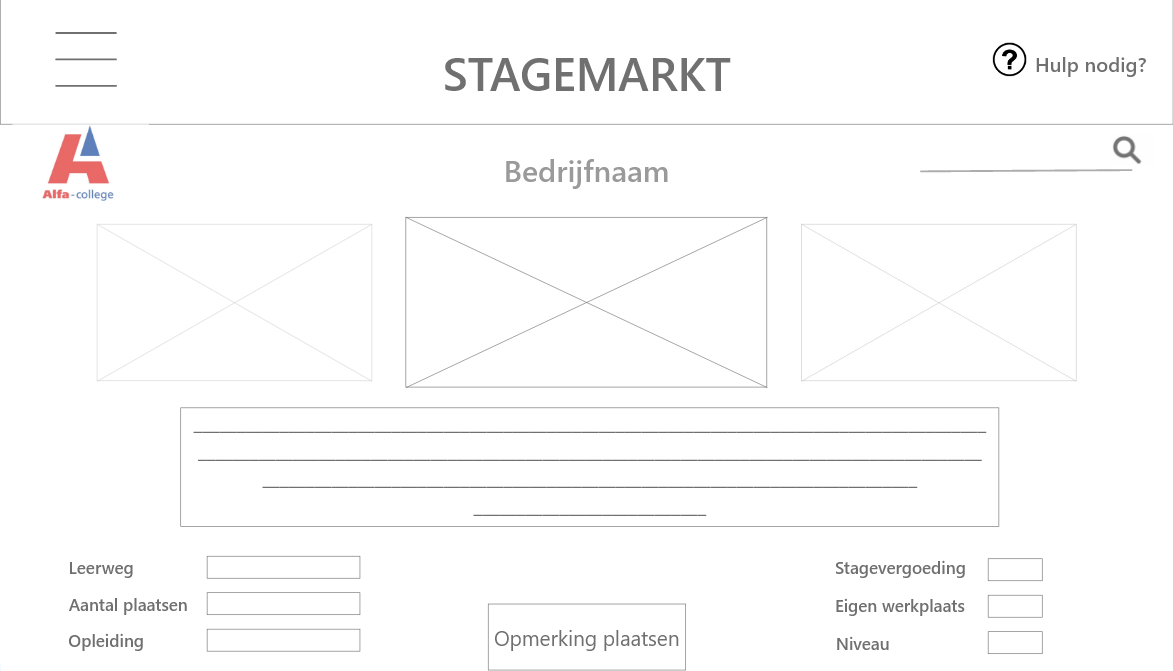 STAGEMARKT
? Hulp nodig?
Alfa-college
Bedrijfnaam
Leerweg
Aantal plaatsen
Opleiding
Opmerking plaatsen
Stagevergoeding
Eigen werkplaats
Niveau